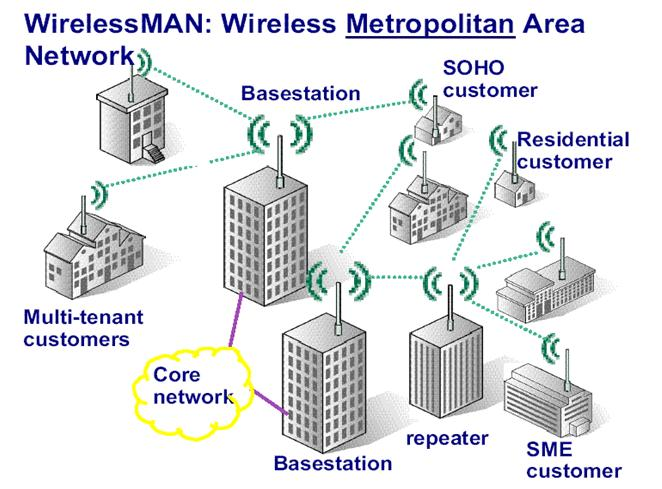 WirelessMAN: Wireless Metropolitan Area
Network
SOHO
customer
Basestation
Residential
customer
Multi-tenant
customers
Core
network
repeater
Basestation
SME
customer